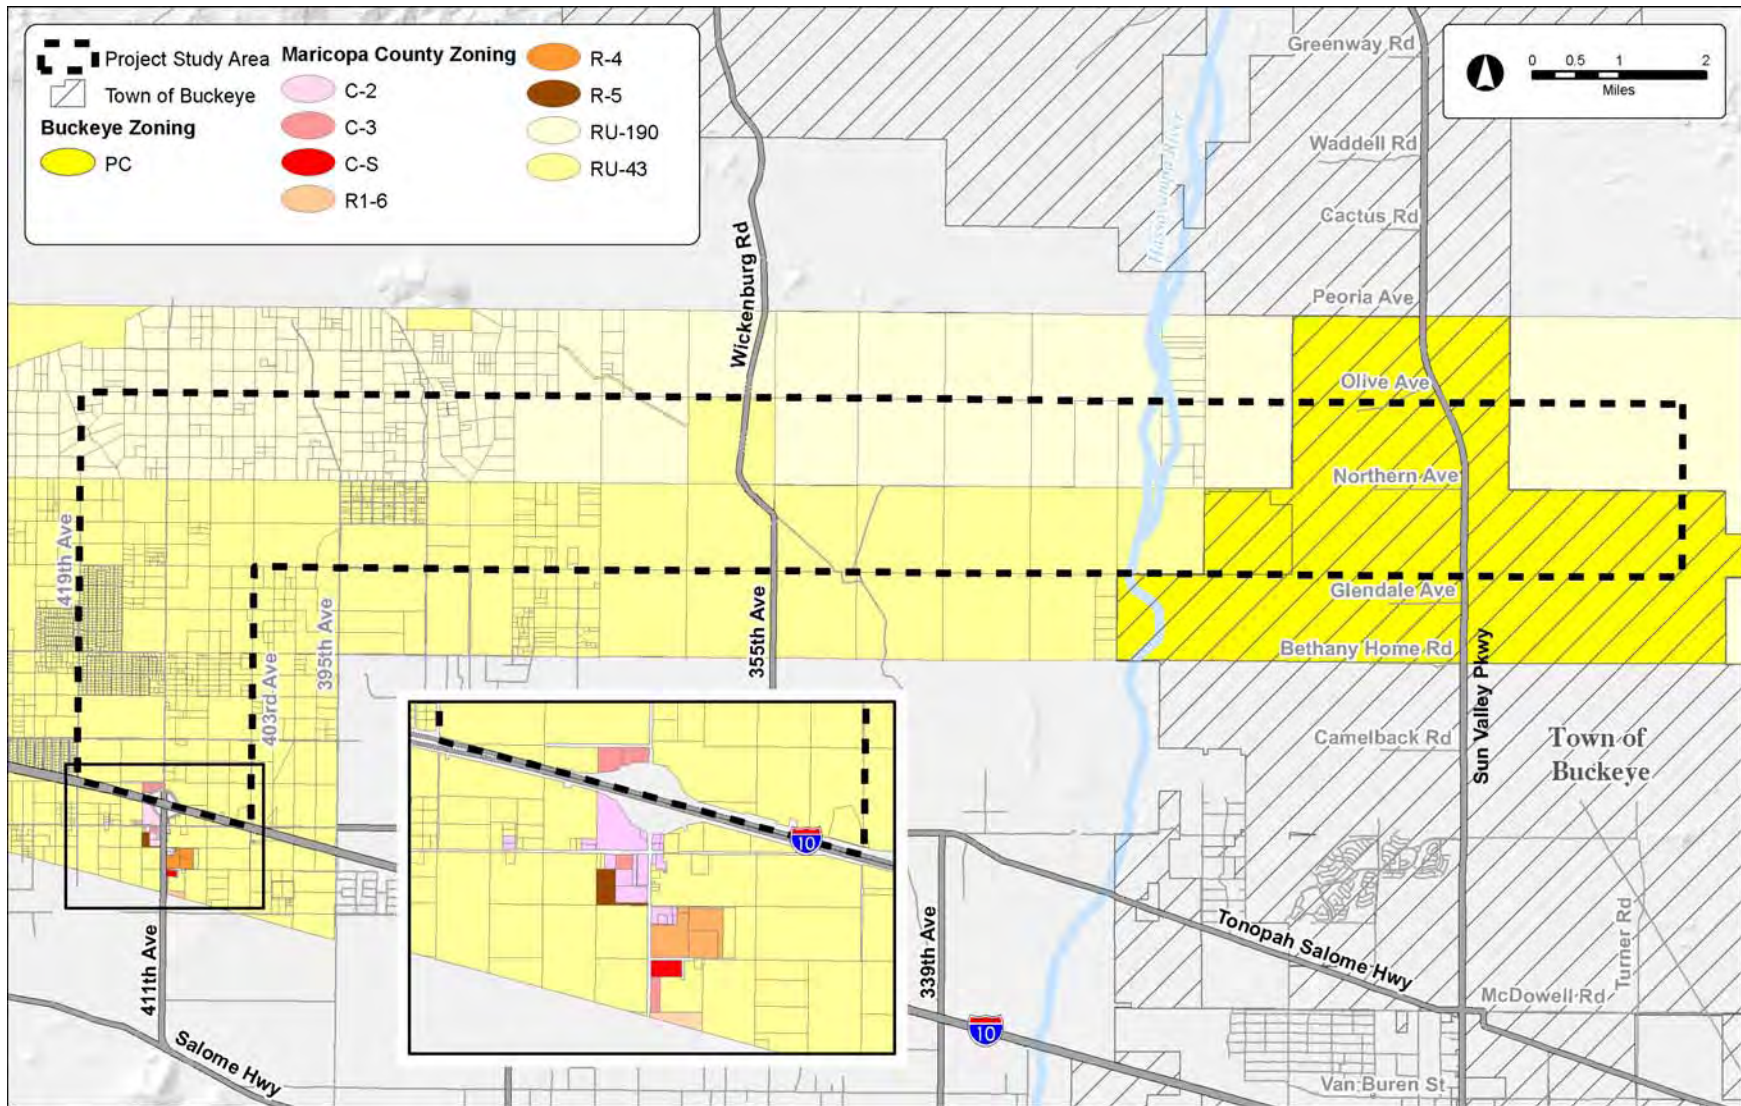 Project Study Area
Town of Buckeye
Buckeye Zoning
PC
Maricopa County Zoning
C-2
C-3
C-S
R1-6
R-4
R-5
RU-190
RU-43
0 0.5 1 2
Miles
Greenway Rd
Waddell Rd
Cactus Rd
Peoria Ave
Olive Ave
Northern Ave
Glendale Ave
Bethany Home Rd
Camelback Rd
Town of
Buckeye
Sun Valley Pkwy
Hassayampa River
Wickenburg Rd
355th Ave
419th Ave
403rd Ave
395th Ave
411th Ave
Salome Hwy
10
339th Ave
10
Tonopah Salome Hwy
Turner Rd
McDowell Rd
Van Buren St